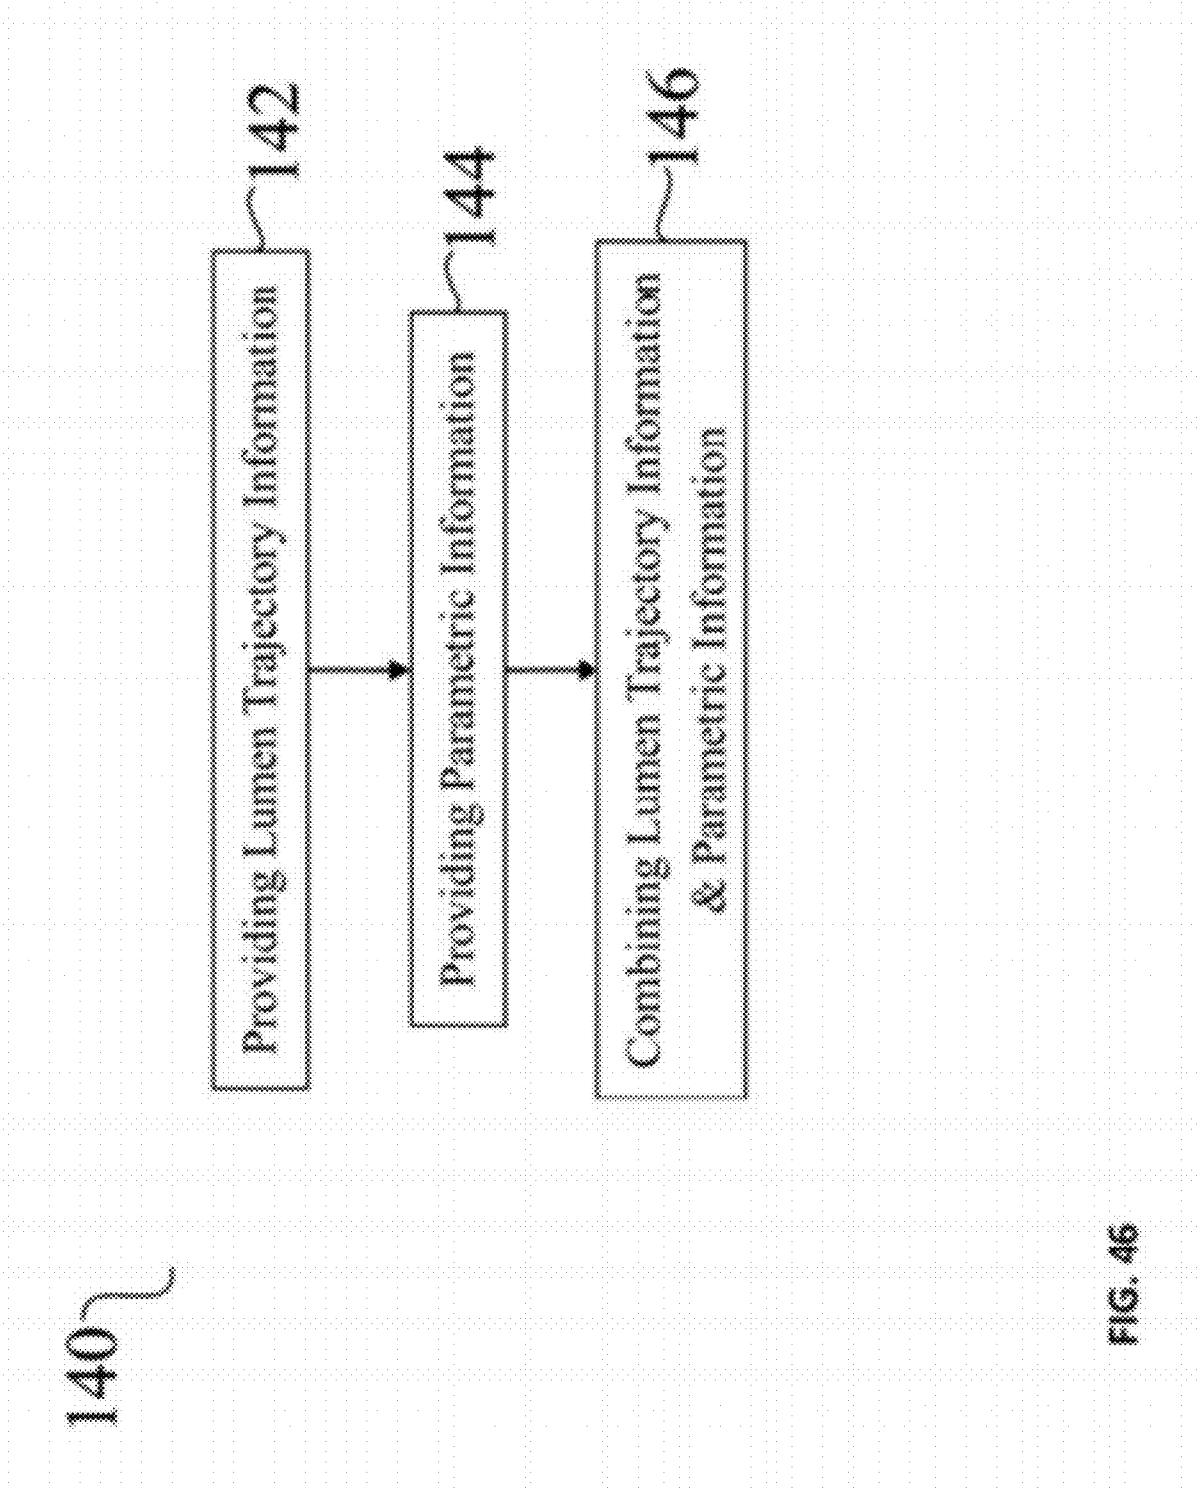 140
Providing Lumen Trajectory Information
142
Providing Parametric Information
144
Combining Lumen Trajectory Information
& Parametric Information
146
FIG. 46